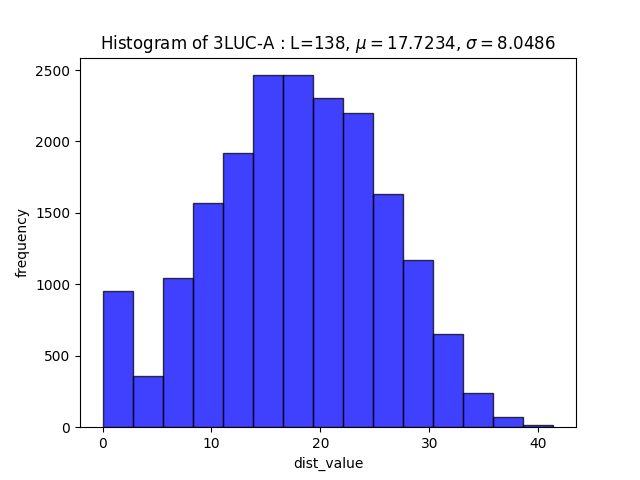 Histogram of 3LUC-A : L=138, μ = 17.7234, σ = 8.0486
2500
2000
1500
1000
500
0
frequency
0 10 20 30 40
dist_value